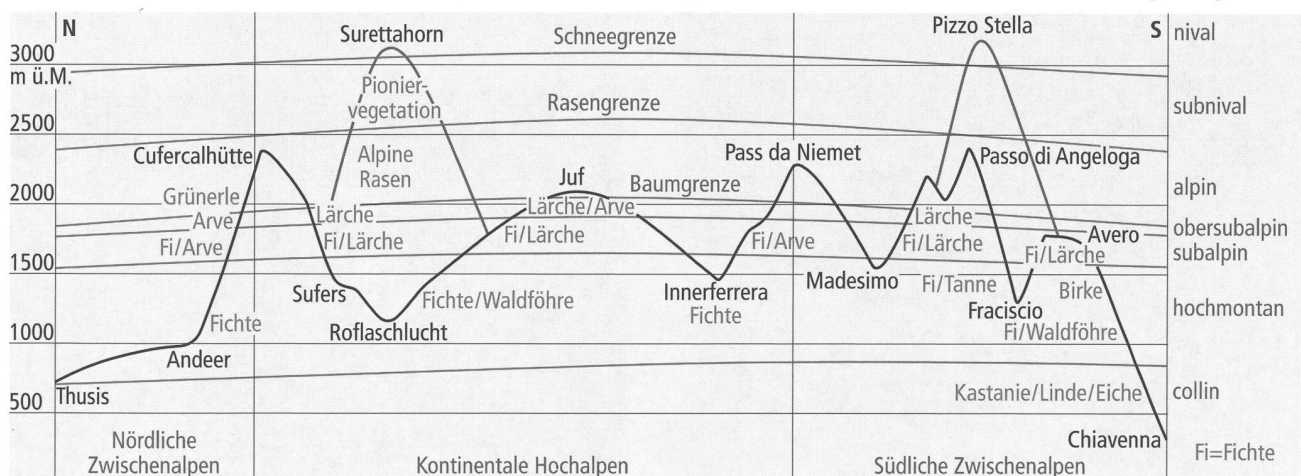 N
Surettahorn
Schneegrenze
Pizzo Stella
S
nival
3000
m ü.M.
Pionier-
vegetation
Rasengrenze
subnival
2500
Cufercalhütte
Alpine
Rasen
Pass da Niemet
Passo di Angeloga
Grünerle
Juf
Baumgrenze
alpin
2000
Arve
Lärche
Lärche/Arve
Lärche
obersubalpin
Fi/Arve
Fi/Lärche
Fi/Lärche
Fi/Arve
Fi/Lärche
Avero
Fi/Lärche
subalpin
1500
Sufers
Fichte/Waldföhre
Innerferrera
Madesimo
Fi/Tanne
Birke
Fichte
Roflaschlucht
Fichte
Fraciscio
Fi/Waldföhre
hochmontan
1000
Andeer
Thusis
Kastanie/Linde/Eiche
collin
500
Chiavenna
Nördliche
Zwischenalpen
Kontinentale Hochalpen
Südliche Zwischenalpen
Fi=Fichte